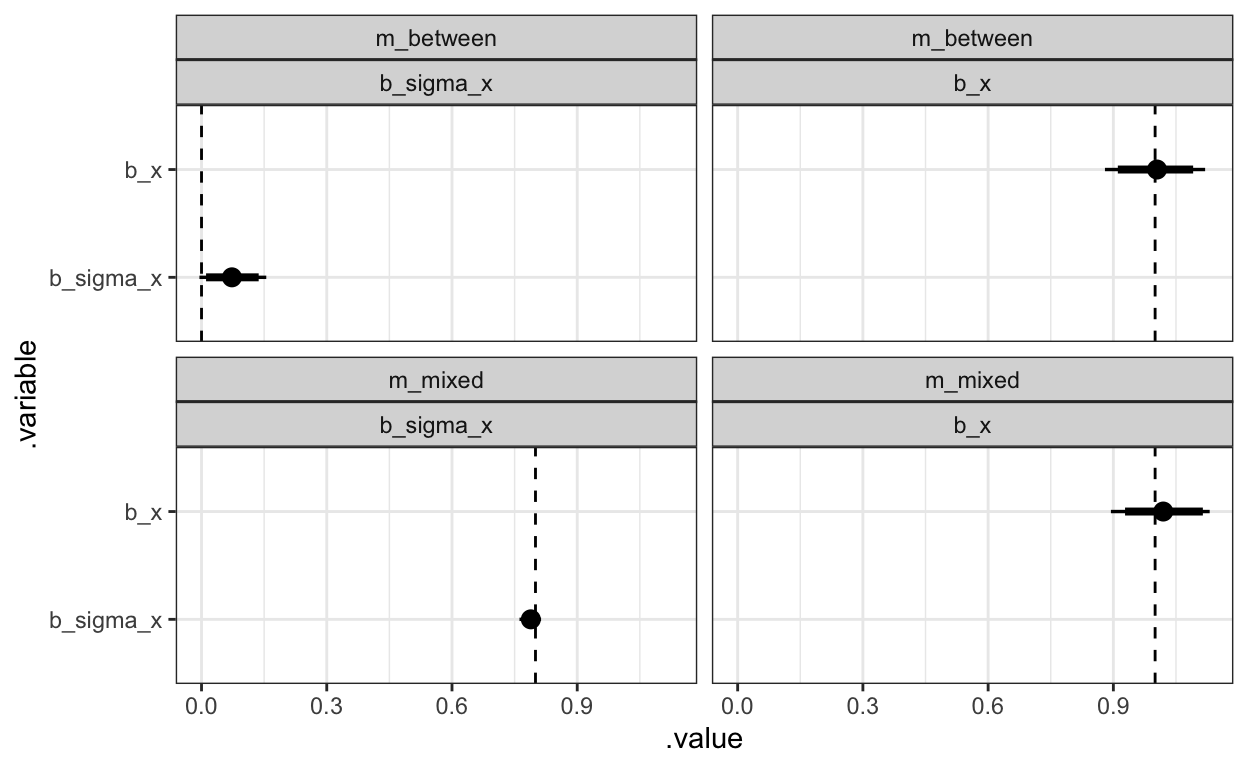 m_between
m_between
b_sigma_x
b_x
b_x
b_sigma_x
m_mixed
m_mixed
b_sigma_x
b_x
b_x
b_sigma_x
.variable
0.0 0.3 0.6 0.9
0.0 0.3 0.6 0.9
.value